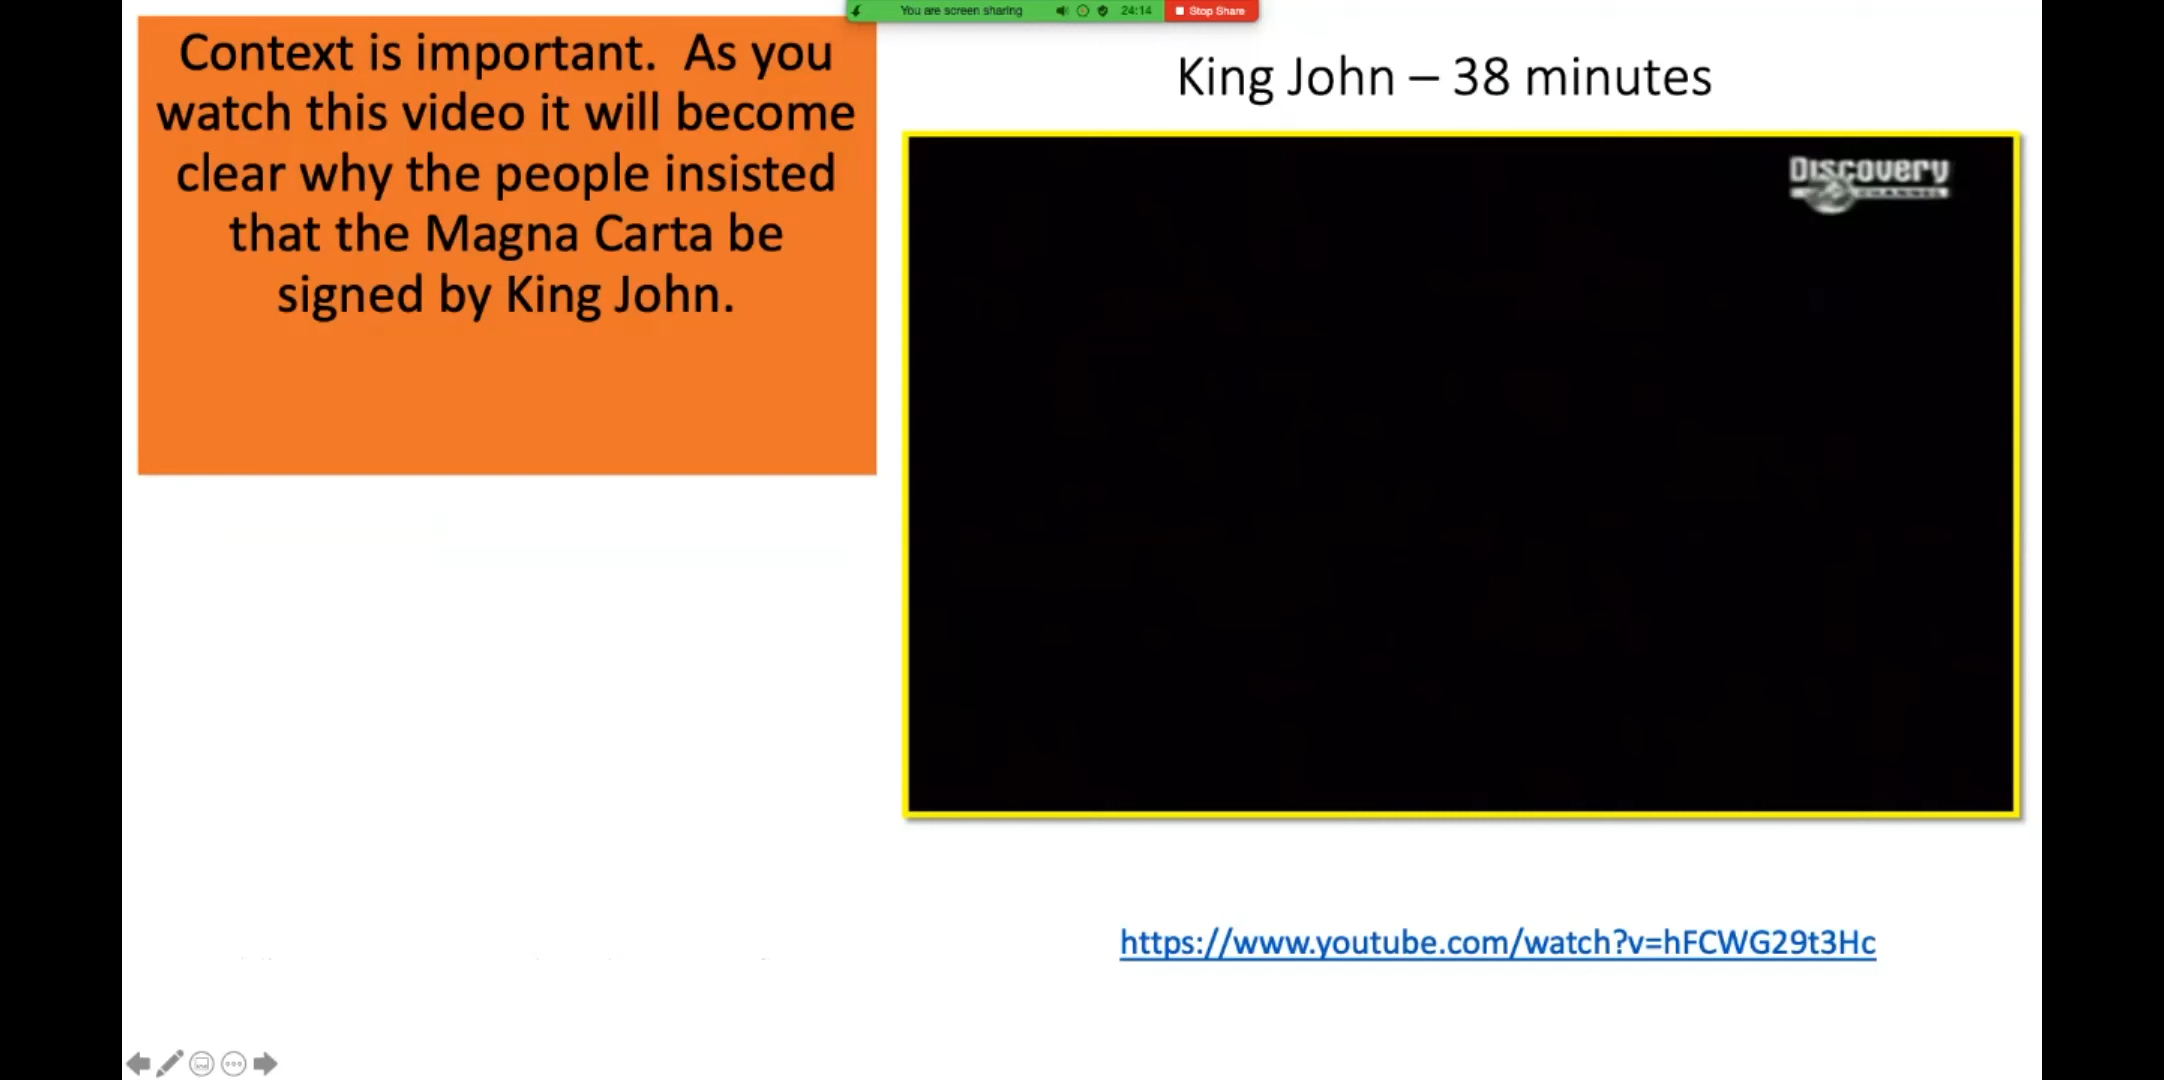 You are screen sharing 24:14 Stop Share
Context is important. As you
watch this video it will become
clear why the people insisted
that the Magna Carta be
signed by King John.
King John – 38 minutes
Discovery
CHANNEL
https://www.youtube.com/watch?v=hFCWG29t3Hc